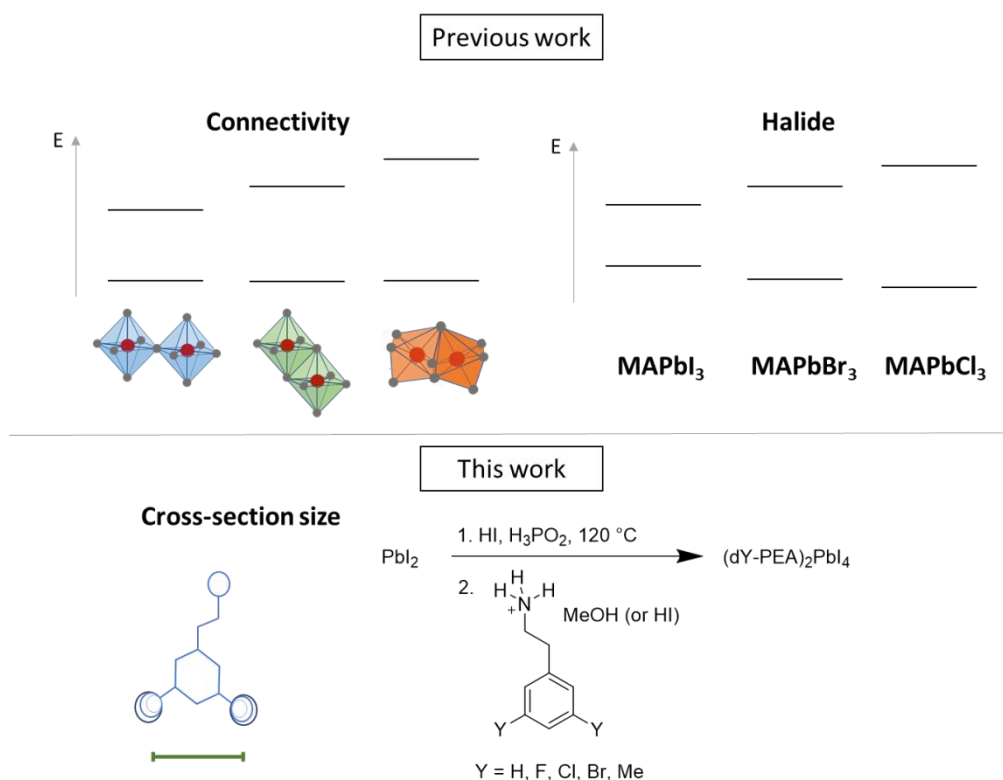 Previous work
Connectivity
Halide
E
E
MAPbI₃
MAPbBr₃
MAPbCl₃
This work
Cross-section size
1. HI, H₃PO₂, 120 °C
PbI₂
(dY-PEA)₂PbI₄
2.
H
H
N
H
+
MeOH (or HI)
Y
Y
Y = H, F, Cl, Br, Me